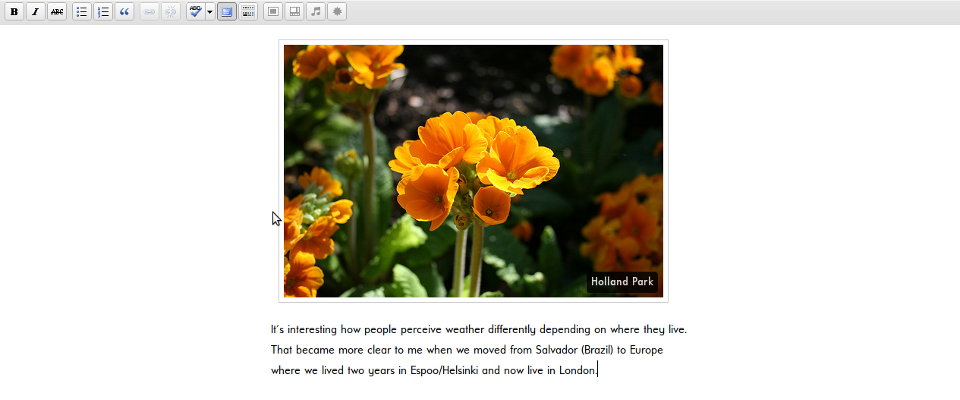 B I ABC ABC
Holland Park
It's interesting how people perceive weather differently depending on where they live.
That became more clear to me when we moved from Salvador (Brazil) to Europe
where we lived two years in Espoo/Helsinki and now live in London.